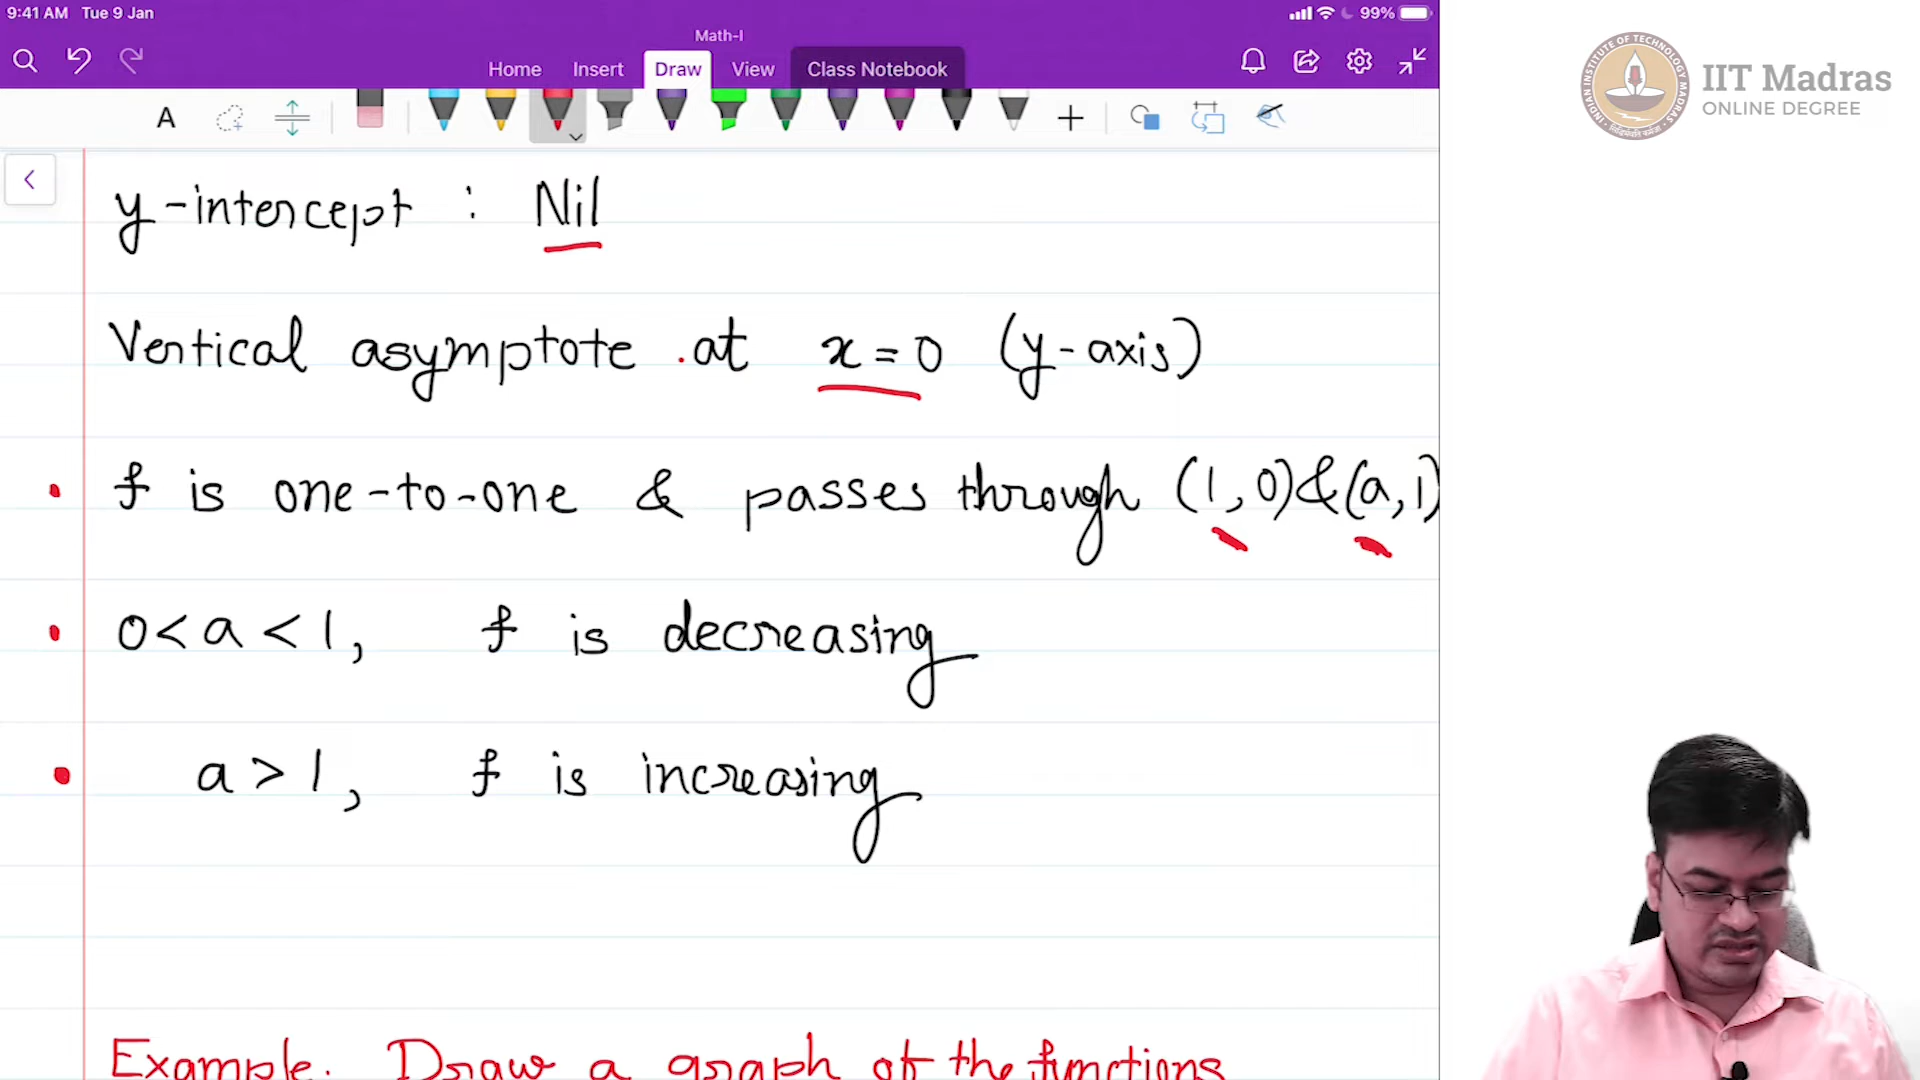 9:41 AM Tue 9 Jan
99%
Math-I
Home Insert Draw View Class Notebook
A
IIT Madras
ONLINE DEGREE
y-intercept : Nil
Vertical asymptote at x=0 (y-axis)
f is one-to-one & passes through (1,0)&(a,1)
0<a<1, f is decreasing
a>1, f is increasing
Example. Draw a graph of the functions